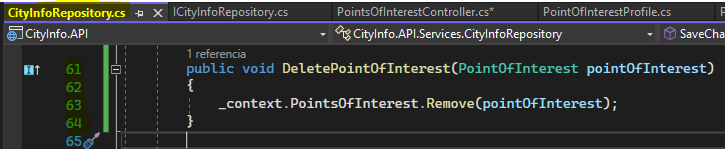 CityInfoRepository.cs ICityInfoRepository.cs PointsOfInterestController.cs* PointOfInterestProfile.cs
CityInfo.API CityInfo.API.Services.CityInfoRepository SaveCha
1 referencia
61 public void DeletePointOfInterest(PointOfInterest pointOfInterest)
62 {
63 _context.PointsOfInterest.Remove(pointOfInterest);
64 }
65